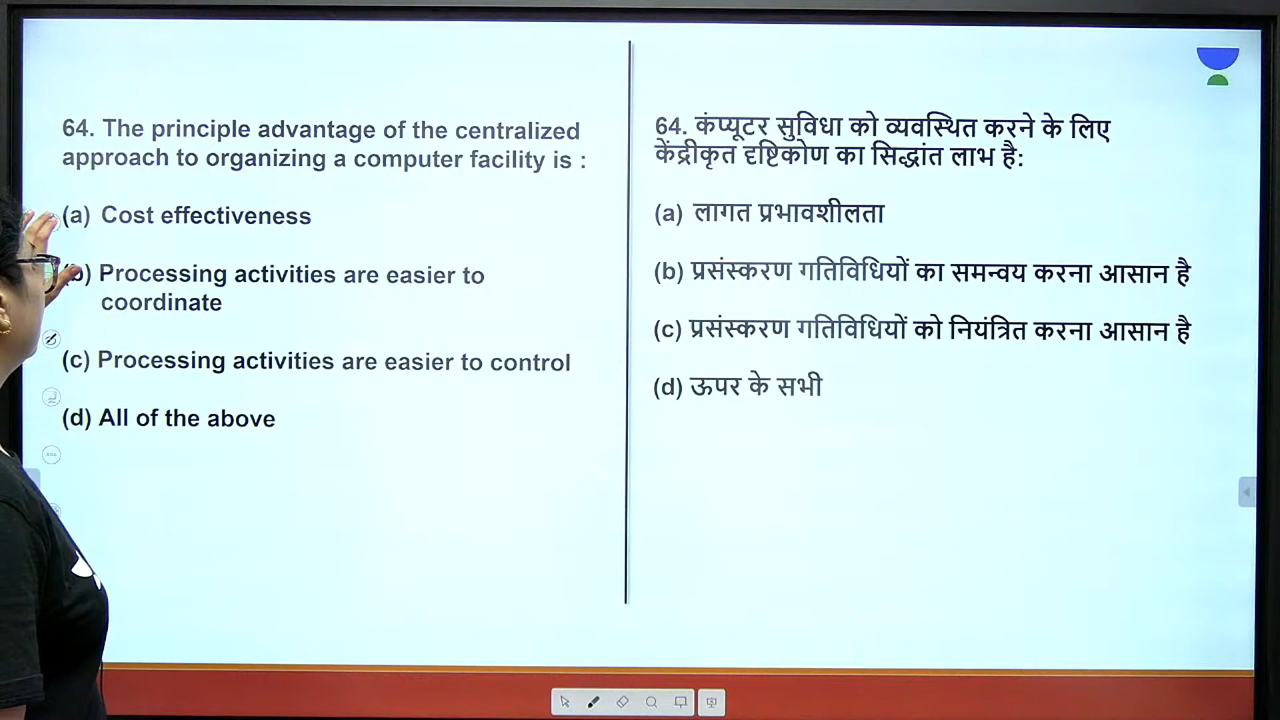 64. The principle advantage of the centralized
approach to organizing a computer facility is :
(a) Cost effectiveness
(b) Processing activities are easier to
coordinate
(c) Processing activities are easier to control
(d) All of the above
64. कंप्यूटर सुविधा को व्यवस्थित करने के लिए
केंद्रीकृत दृष्टिकोण का सिद्धांत लाभ है:
(a) लागत प्रभावशीलता
(b) प्रसंस्करण गतिविधियों का समन्वय करना आसान है
(c) प्रसंस्करण गतिविधियों को नियंत्रित करना आसान है
(d) ऊपर के सभी